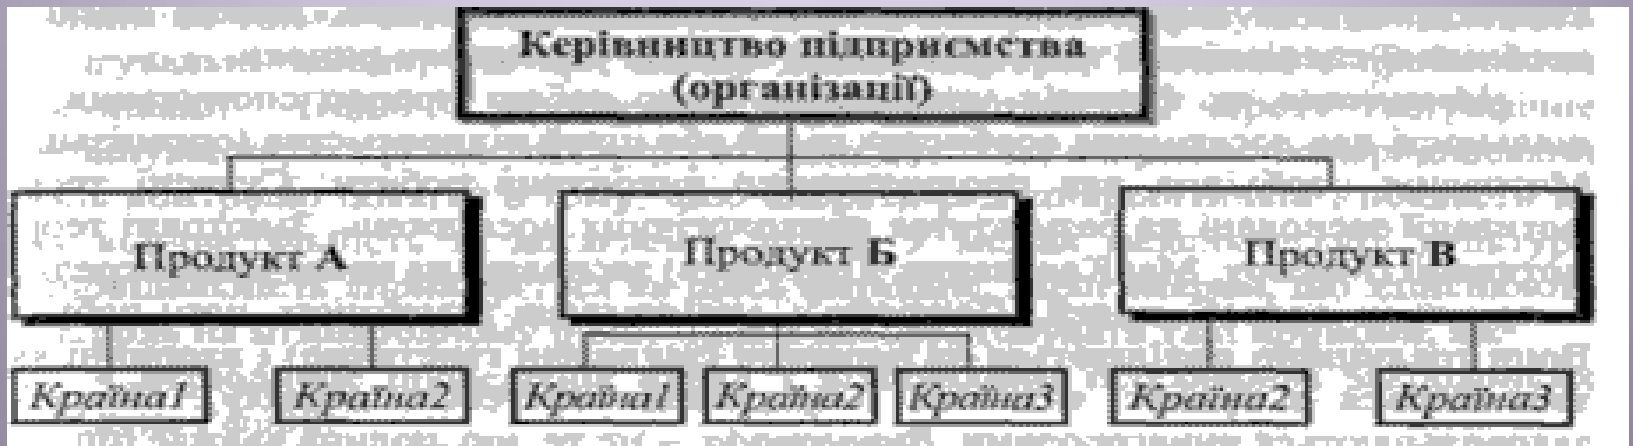 Керівництво підприємства
(організації)
Продукт А
Продукт Б
Продукт В
Країна1
Країна2
Країна1
Країна2
Країна3
Країна2
Країна3